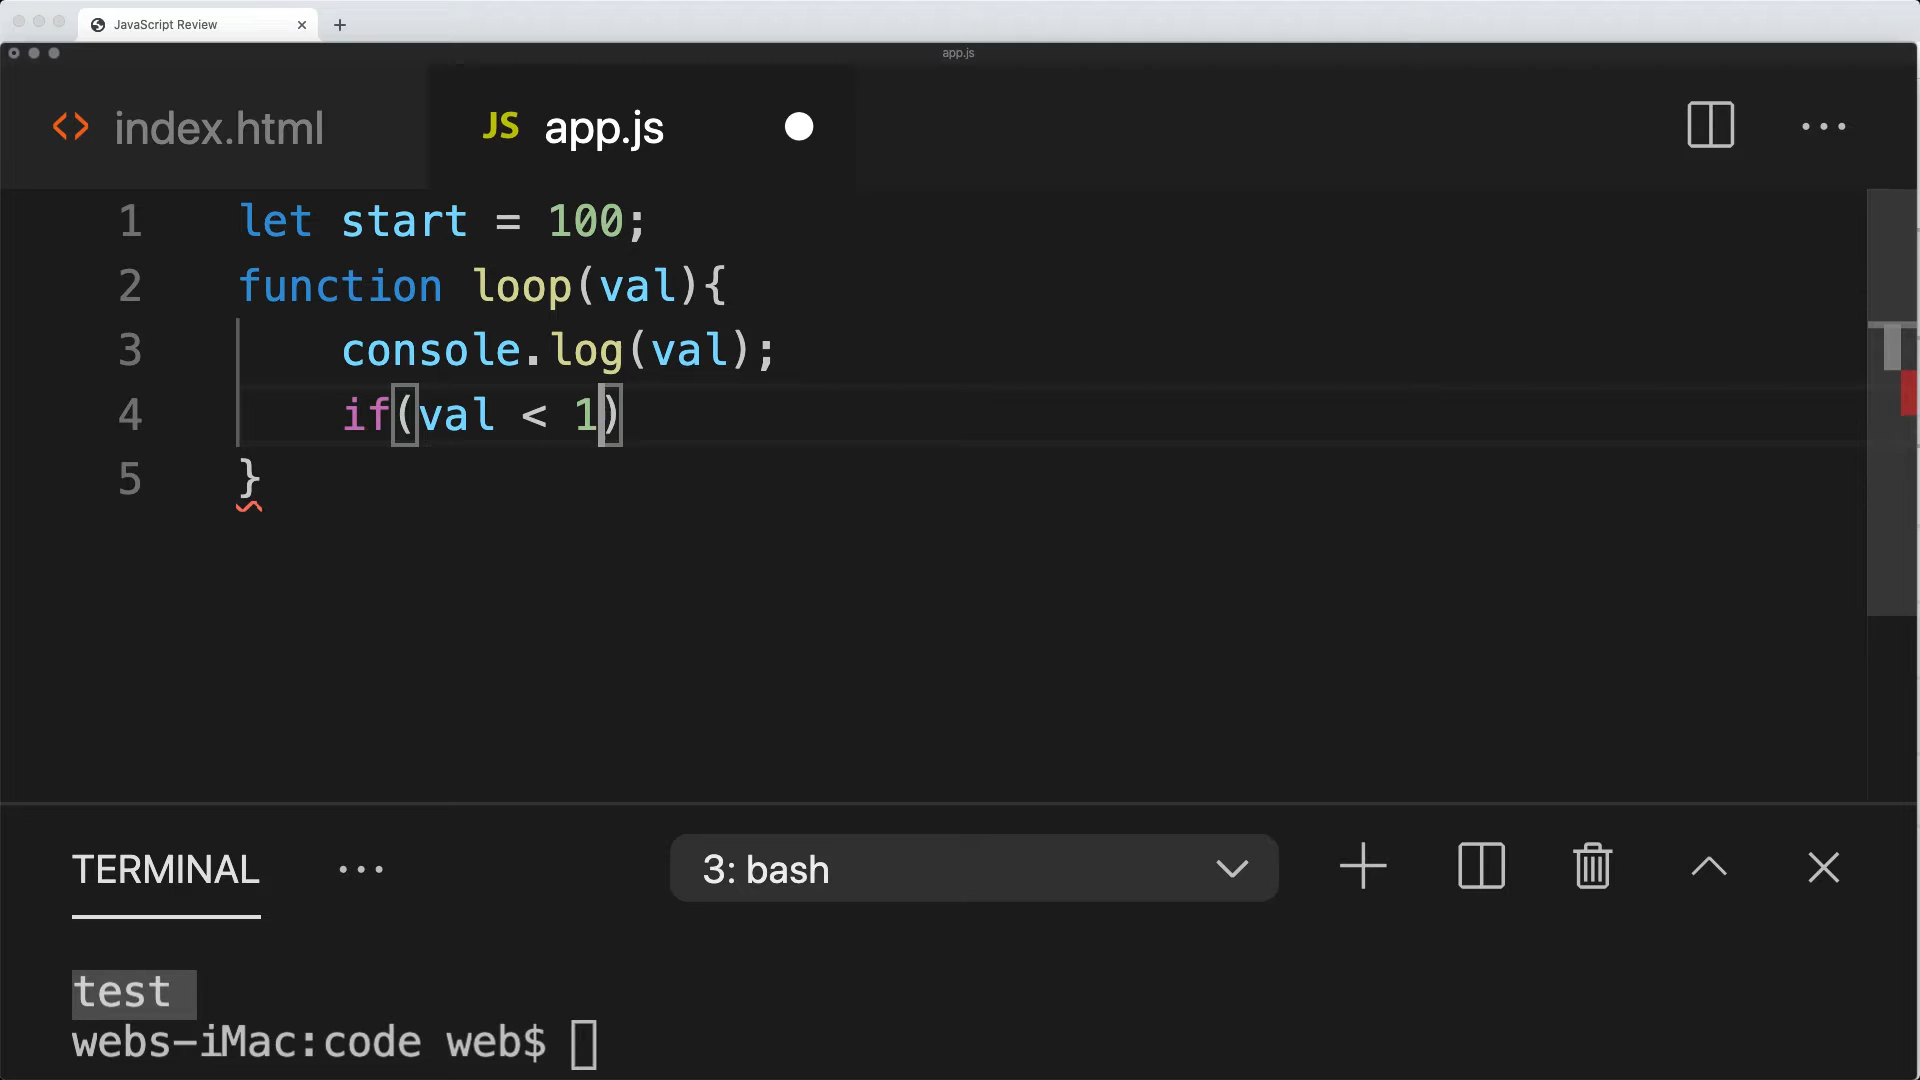 JavaScript Review
app.js
index.html
JS app.js
1 let start = 100;
2 function loop(val){
3 console.log(val);
4 if(val < 1)
5 }
TERMINAL
3: bash
test
webs-iMac:code web$